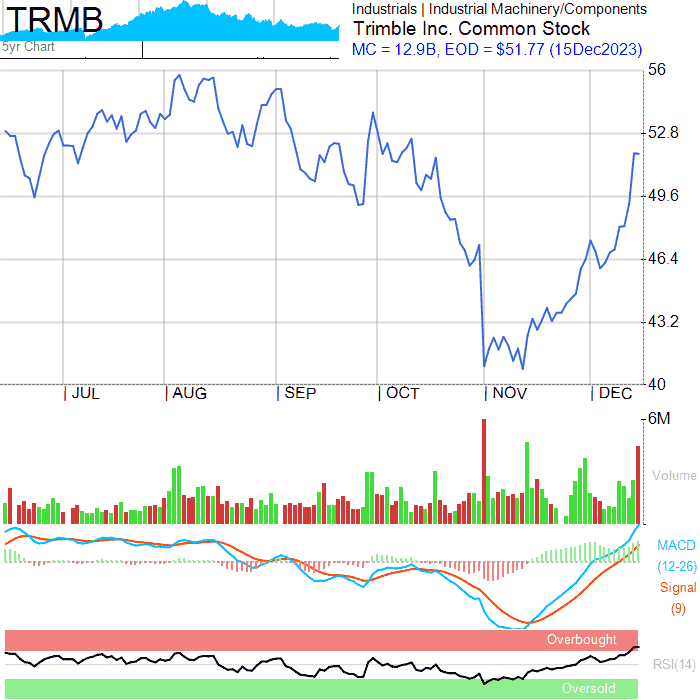 TRMB
5yr Chart
Industrials | Industrial Machinery/Components
Trimble Inc. Common Stock
MC = 12.9B, EOD = $51.77 (15Dec2023)
56
52.8
49.6
46.4
43.2
40
JUL AUG SEP OCT NOV DEC
6M
Volume
MACD
(12-26)
Signal
(9)
Overbought
RSI(14)
Oversold